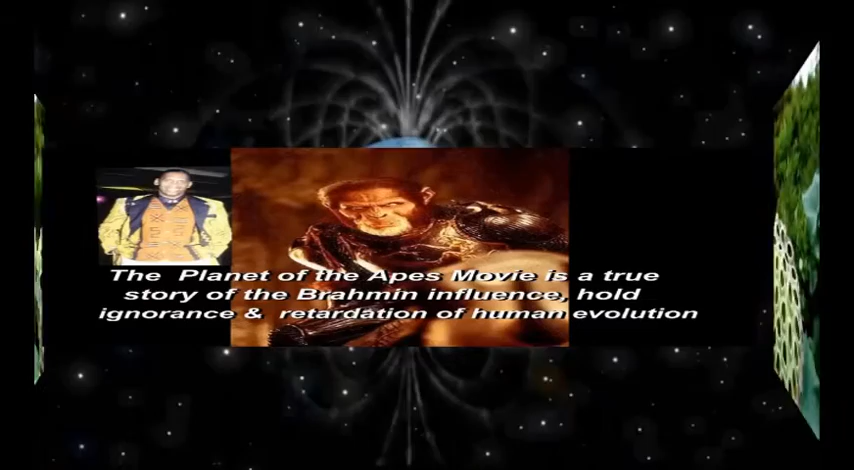 The Planet of the Apes Movie is a true
story of the Brahmin influence, hold
ignorance & retardation of human evolution